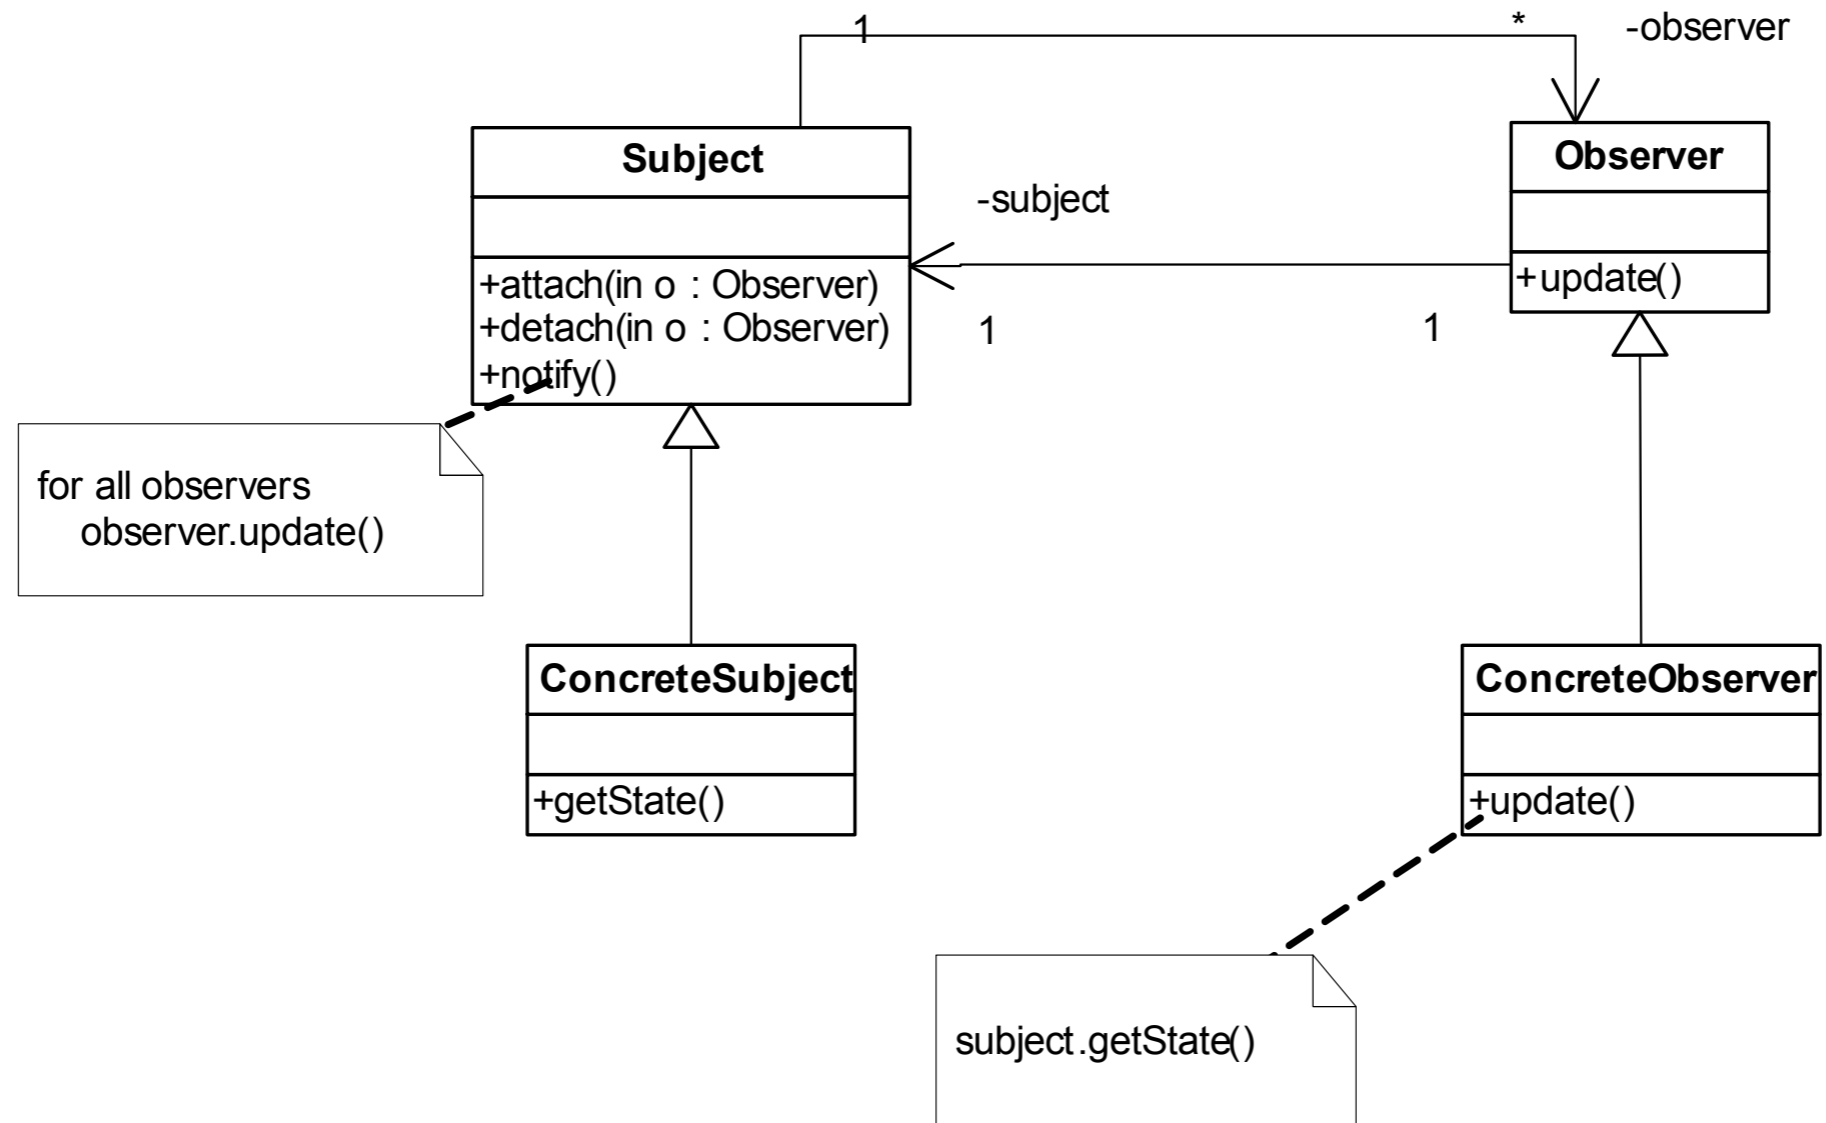 1
*
-observer
Subject
Observer
-subject
+attach(in o : Observer)
+detach(in o : Observer)
+notify()
+update()
1
1
for all observers
observer.update()
ConcreteSubject
+getState()
ConcreteObserver
+update()
subject.getState()